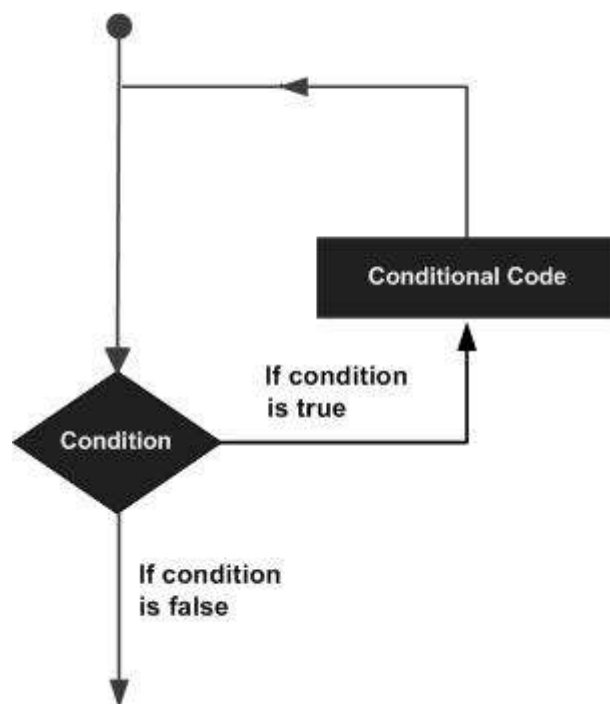 Conditional Code
If condition
is true
Condition
If condition
is false